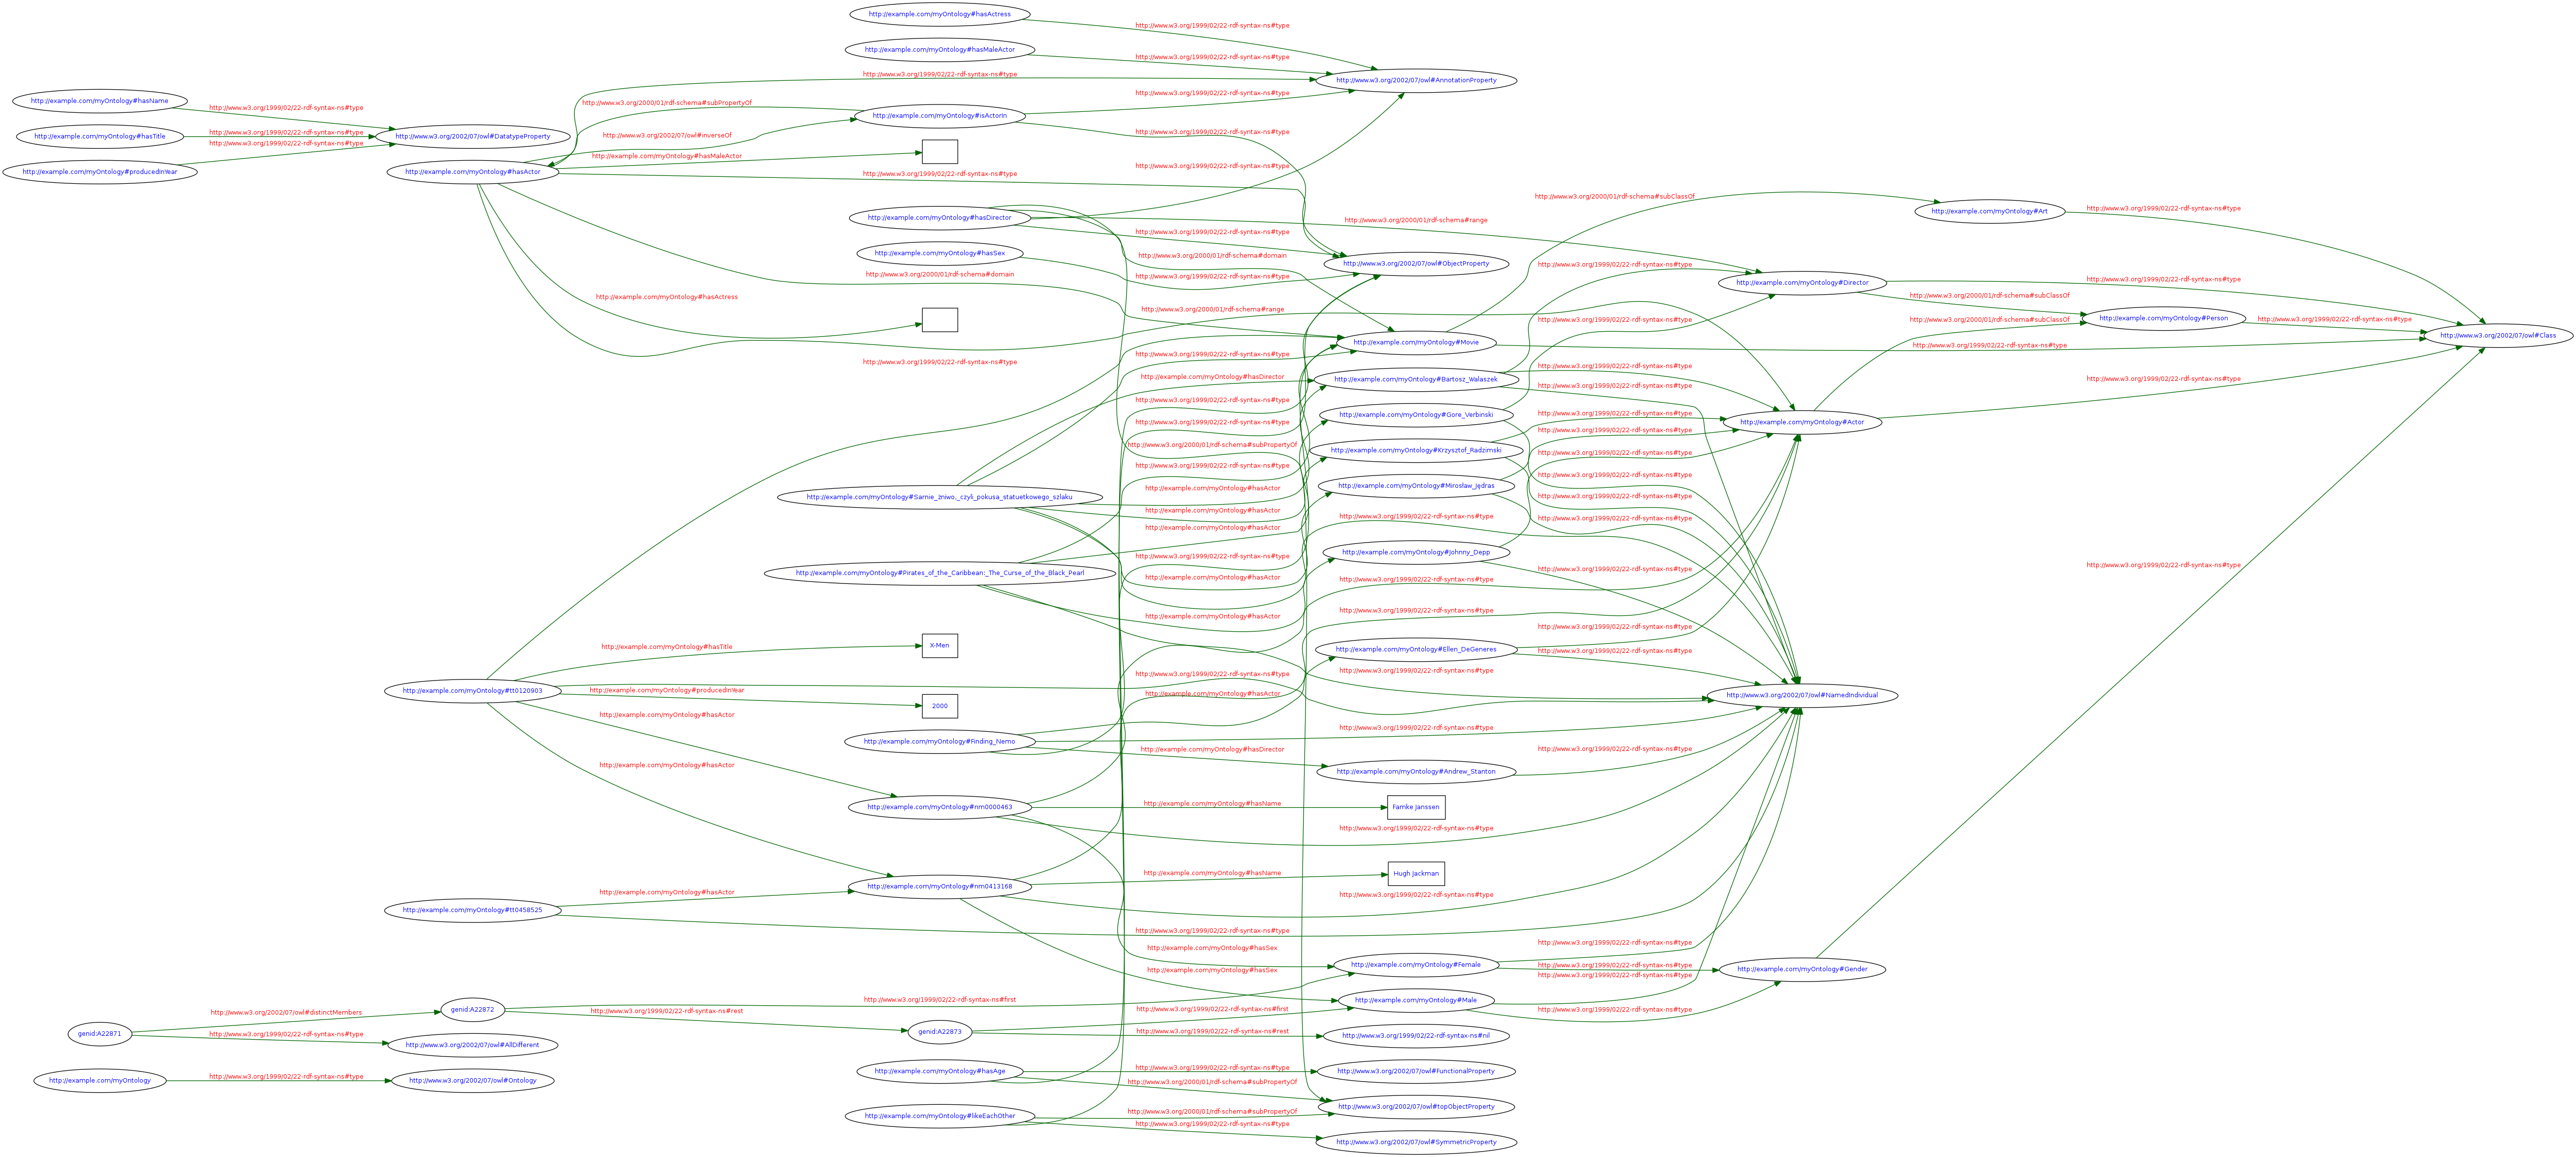 http://example.com/myOntology#hasActress
http://www.w3.org/1999/02/22-rdf-syntax-ns#type
http://example.com/myOntology#hasMaleActor
http://www.w3.org/1999/02/22-rdf-syntax-ns#type
http://www.w3.org/1999/02/22-rdf-syntax-ns#type
http://www.w3.org/2002/07/owl#AnnotationProperty
http://example.com/myOntology#hasName
http://www.w3.org/1999/02/22-rdf-syntax-ns#type
http://www.w3.org/2000/01/rdf-schema#subPropertyOf
http://www.w3.org/1999/02/22-rdf-syntax-ns#type
http://example.com/myOntology#isActorIn
http://example.com/myOntology#hasTitle
http://www.w3.org/1999/02/22-rdf-syntax-ns#type
http://www.w3.org/2002/07/owl#DatatypeProperty
http://www.w3.org/2002/07/owl#inverseOf
http://www.w3.org/1999/02/22-rdf-syntax-ns#type
http://www.w3.org/1999/02/22-rdf-syntax-ns#type
http://example.com/myOntology#hasMaleActor
http://example.com/myOntology#producedInYear
http://example.com/myOntology#hasActor
http://www.w3.org/1999/02/22-rdf-syntax-ns#type
http://www.w3.org/1999/02/22-rdf-syntax-ns#type
http://www.w3.org/2000/01/rdf-schema#subClassOf
http://example.com/myOntology#Art
http://www.w3.org/1999/02/22-rdf-syntax-ns#type
http://example.com/myOntology#hasDirector
http://www.w3.org/2000/01/rdf-schema#range
http://www.w3.org/1999/02/22-rdf-syntax-ns#type
http://example.com/myOntology#hasSex
http://www.w3.org/2000/01/rdf-schema#domain
http://www.w3.org/2002/07/owl#ObjectProperty
http://www.w3.org/1999/02/22-rdf-syntax-ns#type
http://www.w3.org/2000/01/rdf-schema#domain
http://www.w3.org/1999/02/22-rdf-syntax-ns#type
http://example.com/myOntology#Director
http://www.w3.org/1999/02/22-rdf-syntax-ns#type
http://example.com/myOntology#hasActress
http://www.w3.org/2000/01/rdf-schema#subClassOf
http://www.w3.org/2000/01/rdf-schema#range
http://www.w3.org/1999/02/22-rdf-syntax-ns#type
http://www.w3.org/2000/01/rdf-schema#subClassOf
http://example.com/myOntology#Person
http://www.w3.org/1999/02/22-rdf-syntax-ns#type
http://www.w3.org/2002/07/owl#Class
http://example.com/myOntology#Movie
http://www.w3.org/1999/02/22-rdf-syntax-ns#type
http://www.w3.org/1999/02/22-rdf-syntax-ns#type
http://www.w3.org/1999/02/22-rdf-syntax-ns#type
http://www.w3.org/1999/02/22-rdf-syntax-ns#type
http://example.com/myOntology#hasDirector
http://example.com/myOntology#Bartosz_Walaszek
http://www.w3.org/1999/02/22-rdf-syntax-ns#type
http://www.w3.org/1999/02/22-rdf-syntax-ns#type
http://www.w3.org/1999/02/22-rdf-syntax-ns#type
http://example.com/myOntology#Gore_Verbinski
http://www.w3.org/1999/02/22-rdf-syntax-ns#type
http://www.w3.org/1999/02/22-rdf-syntax-ns#type
http://example.com/myOntology#Actor
http://www.w3.org/1999/02/22-rdf-syntax-ns#type
http://www.w3.org/2000/01/rdf-schema#subPropertyOf
http://example.com/myOntology#Krzysztof_Radzimski
http://www.w3.org/1999/02/22-rdf-syntax-ns#type
http://www.w3.org/1999/02/22-rdf-syntax-ns#type
http://www.w3.org/1999/02/22-rdf-syntax-ns#type
http://example.com/myOntology#hasActor
http://example.com/myOntology#Mirosław_Jędras
http://www.w3.org/1999/02/22-rdf-syntax-ns#type
http://example.com/myOntology#Sarnie_żniwo,_czyli_pokusa_statuetkowego_szlaku
http://example.com/myOntology#hasActor
http://www.w3.org/1999/02/22-rdf-syntax-ns#type
http://www.w3.org/1999/02/22-rdf-syntax-ns#type
http://example.com/myOntology#hasActor
http://www.w3.org/1999/02/22-rdf-syntax-ns#type
http://example.com/myOntology#Johnny_Depp
http://www.w3.org/1999/02/22-rdf-syntax-ns#type
http://example.com/myOntology#Pirates_of_the_Caribbean:_The_Curse_of_the_Black_Pearl
http://example.com/myOntology#hasActor
http://www.w3.org/1999/02/22-rdf-syntax-ns#type
http://www.w3.org/1999/02/22-rdf-syntax-ns#type
http://example.com/myOntology#hasActor
http://www.w3.org/1999/02/22-rdf-syntax-ns#type
http://www.w3.org/1999/02/22-rdf-syntax-ns#type
http://example.com/myOntology#hasTitle
X-Men
http://example.com/myOntology#Ellen_DeGeneres
http://www.w3.org/1999/02/22-rdf-syntax-ns#type
http://www.w3.org/1999/02/22-rdf-syntax-ns#type
http://www.w3.org/1999/02/22-rdf-syntax-ns#type
http://example.com/myOntology#tt0120903
http://example.com/myOntology#producedInYear
http://example.com/myOntology#hasActor
http://www.w3.org/2002/07/owl#NamedIndividual
2000
http://example.com/myOntology#hasActor
http://www.w3.org/1999/02/22-rdf-syntax-ns#type
http://example.com/myOntology#Finding_Nemo
http://example.com/myOntology#hasDirector
http://www.w3.org/1999/02/22-rdf-syntax-ns#type
http://example.com/myOntology#hasActor
http://example.com/myOntology#Andrew_Stanton
http://example.com/myOntology#nm0000463
http://example.com/myOntology#hasName
Famke Janssen
http://www.w3.org/1999/02/22-rdf-syntax-ns#type
http://example.com/myOntology#hasName
Hugh Jackman
http://example.com/myOntology#hasActor
http://example.com/myOntology#nm0413168
http://www.w3.org/1999/02/22-rdf-syntax-ns#type
http://example.com/myOntology#tt0458525
http://www.w3.org/1999/02/22-rdf-syntax-ns#type
http://example.com/myOntology#hasSex
http://www.w3.org/1999/02/22-rdf-syntax-ns#type
http://example.com/myOntology#Female
http://www.w3.org/1999/02/22-rdf-syntax-ns#type
http://example.com/myOntology#Gender
http://example.com/myOntology#hasSex
http://www.w3.org/1999/02/22-rdf-syntax-ns#type
http://www.w3.org/1999/02/22-rdf-syntax-ns#first
http://example.com/myOntology#Male
genid:A22872
http://www.w3.org/2002/07/owl#distinctMembers
http://www.w3.org/1999/02/22-rdf-syntax-ns#rest
http://www.w3.org/1999/02/22-rdf-syntax-ns#first
http://www.w3.org/1999/02/22-rdf-syntax-ns#type
genid:A22871
http://www.w3.org/1999/02/22-rdf-syntax-ns#type
genid:A22873
http://www.w3.org/1999/02/22-rdf-syntax-ns#rest
http://www.w3.org/1999/02/22-rdf-syntax-ns#nil
http://www.w3.org/2002/07/owl#AllDifferent
http://example.com/myOntology#hasAge
http://www.w3.org/1999/02/22-rdf-syntax-ns#type
http://www.w3.org/2002/07/owl#FunctionalProperty
http://example.com/myOntology
http://www.w3.org/1999/02/22-rdf-syntax-ns#type
http://www.w3.org/2002/07/owl#Ontology
http://www.w3.org/2000/01/rdf-schema#subPropertyOf
http://www.w3.org/2002/07/owl#topObjectProperty
http://example.com/myOntology#likeEachOther
http://www.w3.org/2000/01/rdf-schema#subPropertyOf
http://www.w3.org/1999/02/22-rdf-syntax-ns#type
http://www.w3.org/2002/07/owl#SymmetricProperty